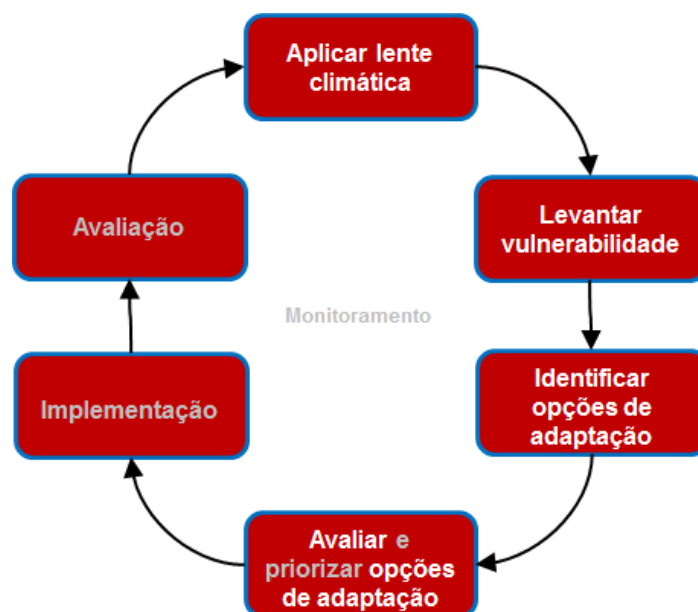 Aplicar lente
climática
Levantar
vulnerabilidade
Identificar
opções de
adaptação
Avaliar e
priorizar opções
de adaptação
Implementação
Avaliação
Monitoramento